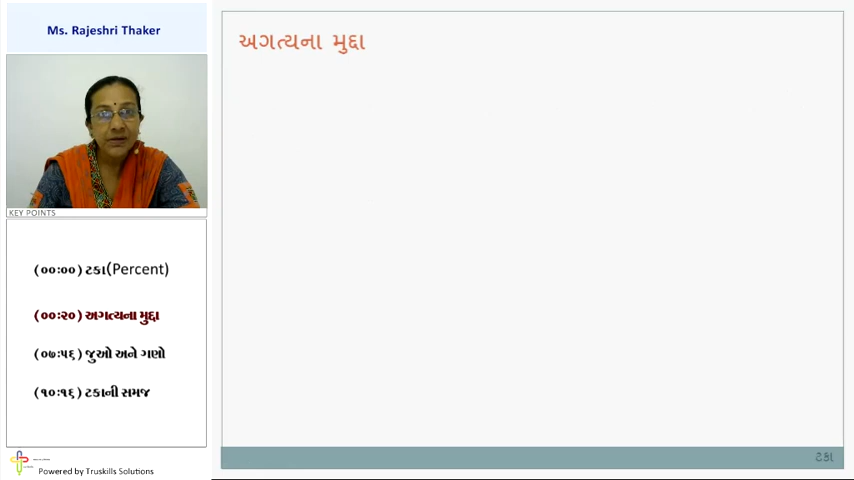 Ms. Rajeshri Thaker
અગત્યના મુદ્દા
KEY POINTS
(૦૦:૦૦) ટકા(Percent)
(૦૦:૨૦) અગત્યના મુદ્દા
(૦૭:૫૬) જુઓ અને ગણો
(૧૦:૧૬) ટકાની સમજ
Powered by Truskills Solutions
ટકા